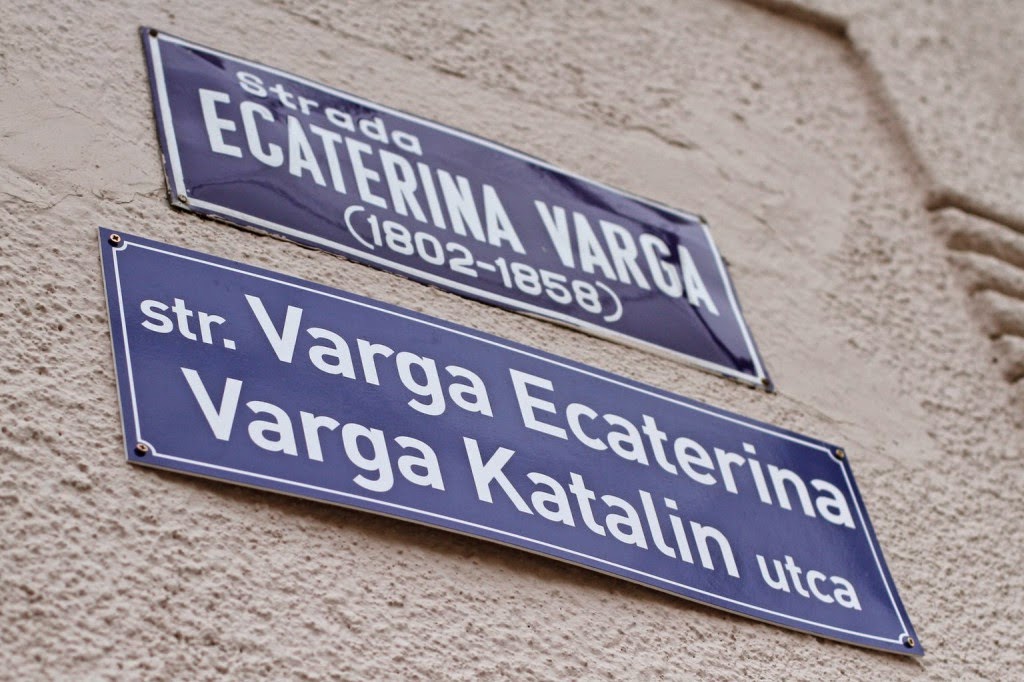 Strada
ECATERINA VARGA
(1802-1858)
str. Varga Ecaterina
Varga Katalin utca